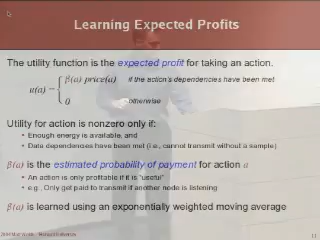 Learning Expected Profits
The utility function is the expected profit for taking an action.
u(a) = { β(a) price(a) if the action's dependencies have been met
0 otherwise
Utility for action is nonzero only if:
• Enough energy is available, and
• Data dependencies have been met (i.e., cannot transmit without a sample)
β(a) is the estimated probability of payment for action a
• An action is only profitable if it is "useful"
• e.g., Only get paid to transmit if another node is listening
β(a) is learned using an exponentially weighted moving average
11